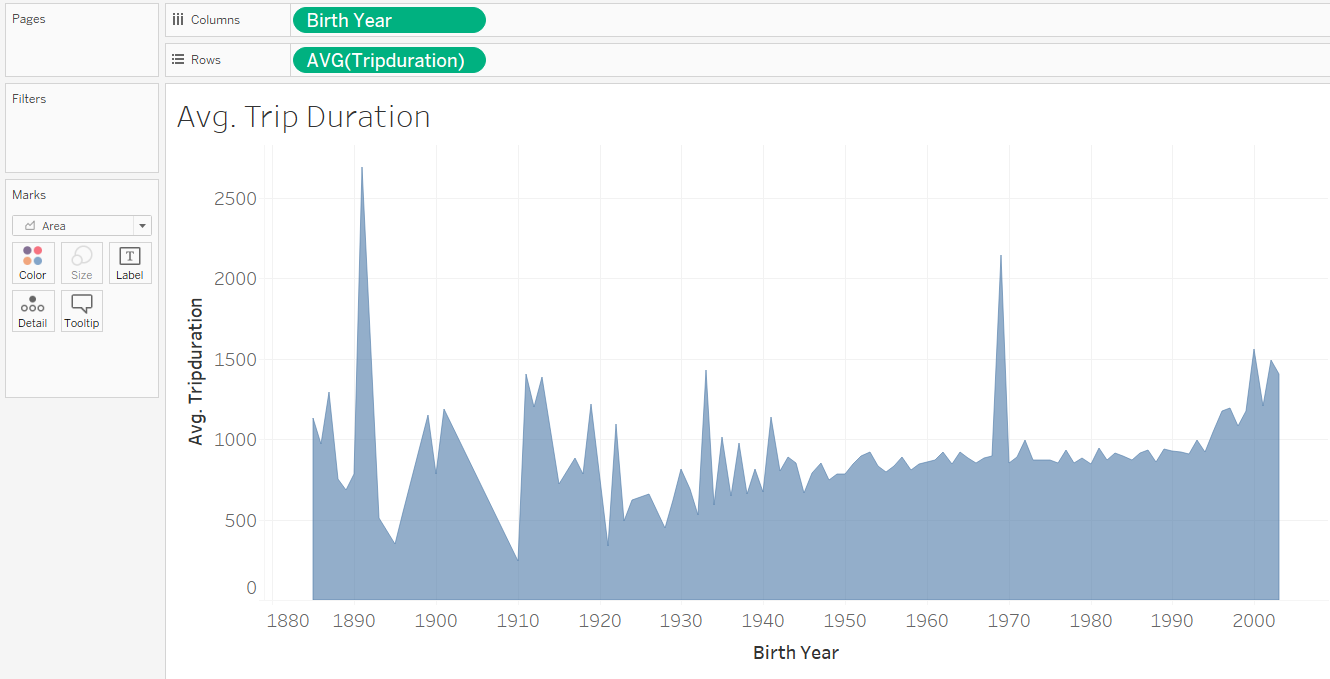 Pages
Columns
Birth Year
Rows
AVG(Tripduration)
Filters
Marks
Area
Color
Size
Label
Detail
Tooltip
Avg. Trip Duration
Avg. Tripduration
2500
2000
1500
1000
500
0
1880 1890 1900 1910 1920 1930 1940 1950 1960 1970 1980 1990 2000
Birth Year